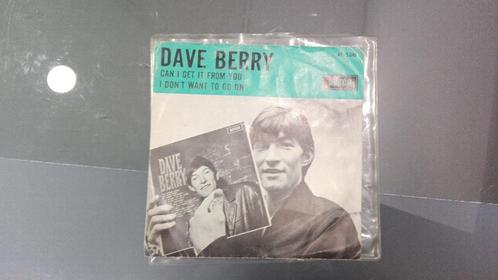 DAVE BERRY
CAN I GET IT FROM YOU
I DON'T WANT TO GO ON
DAVE
BERRY